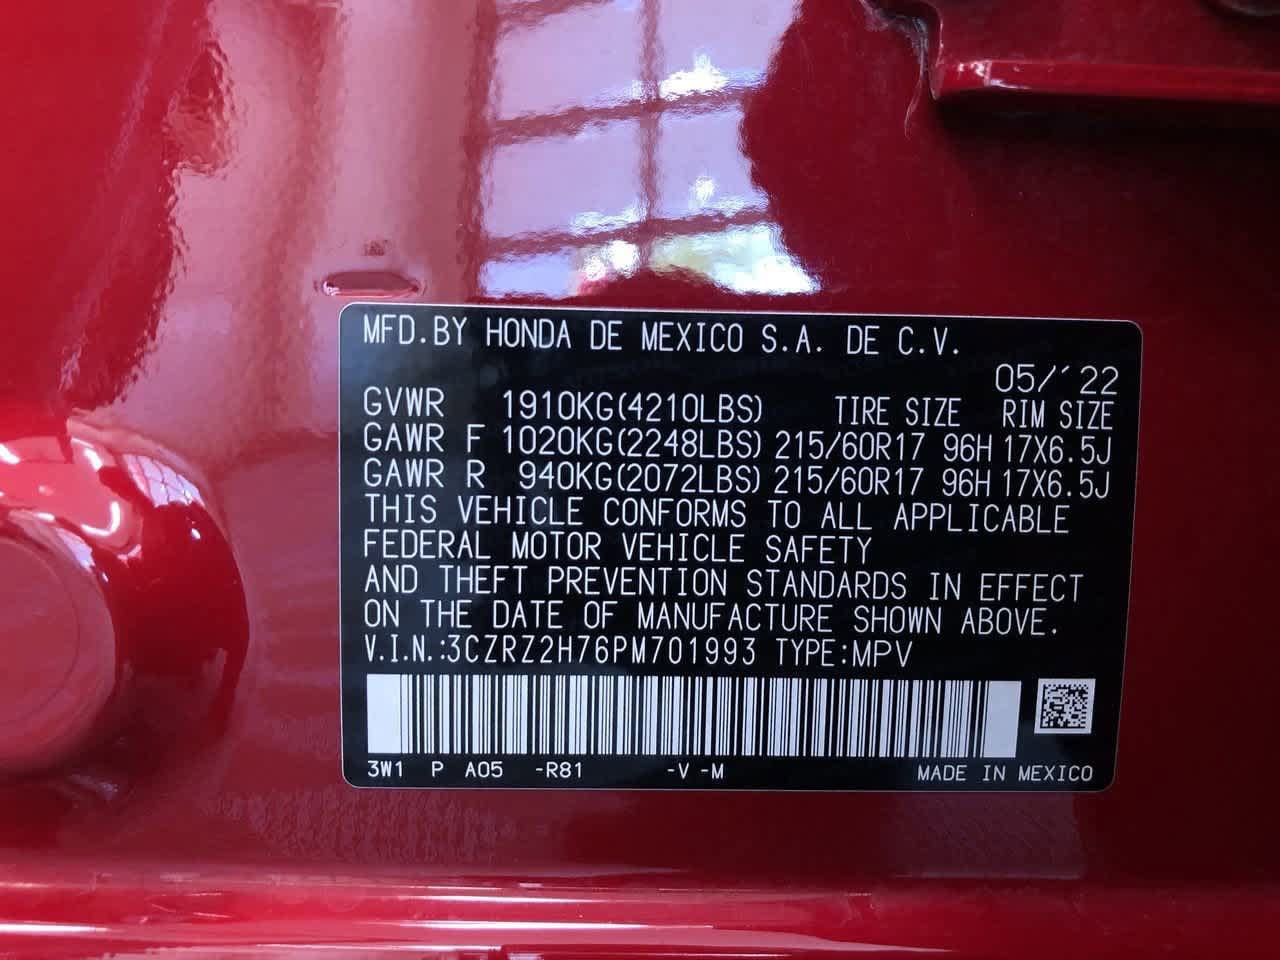 MFD.BY HONDA DE MEXICO S.A. DE C.V.
05/´22
GVWR 1910KG(4210LBS) TIRE SIZE RIM SIZE
GAWR F 1020KG(2248LBS) 215/60R17 96H 17X6.5J
GAWR R 940KG(2072LBS) 215/60R17 96H 17X6.5J
THIS VEHICLE CONFORMS TO ALL APPLICABLE
FEDERAL MOTOR VEHICLE SAFETY
AND THEFT PREVENTION STANDARDS IN EFFECT
ON THE DATE OF MANUFACTURE SHOWN ABOVE.
V.I.N.:3CZRZ2H76PM701993 TYPE:MPV
3W1 P A05 -R81 -V -M MADE IN MEXICO